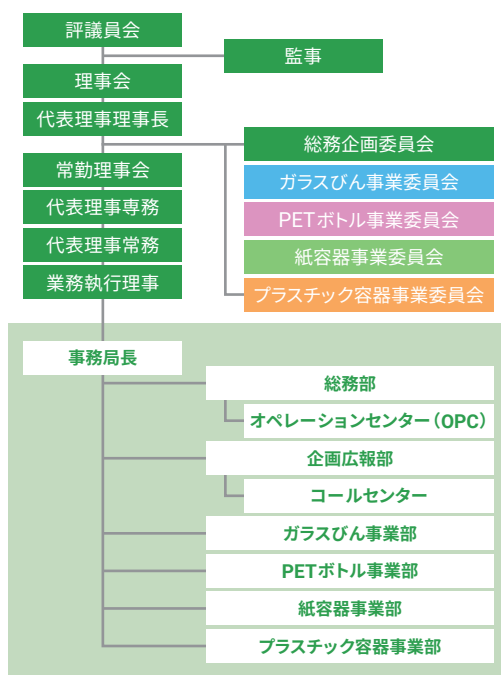 評議員会
監事
理事会
代表理事理事長
総務企画委員会
常勤理事会
ガラスびん事業委員会
代表理事専務
PETボトル事業委員会
代表理事常務
紙容器事業委員会
業務執行理事
プラスチック容器事業委員会
事務局長
総務部
オペレーションセンター(OPC)
企画広報部
コールセンター
ガラスびん事業部
PETボトル事業部
紙容器事業部
プラスチック容器事業部